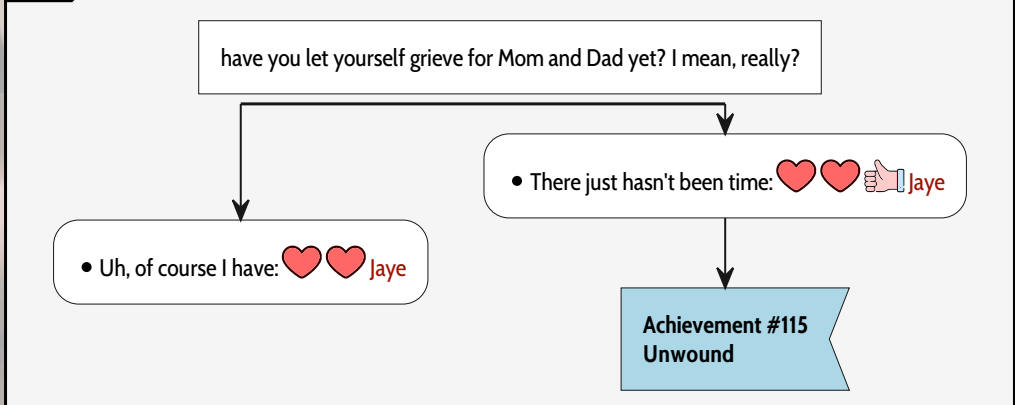 have you let yourself grieve for Mom and Dad yet? I mean, really?
• There just hasn't been time: Jaye
• Uh, of course I have: Jaye
Achievement #115
Unwound